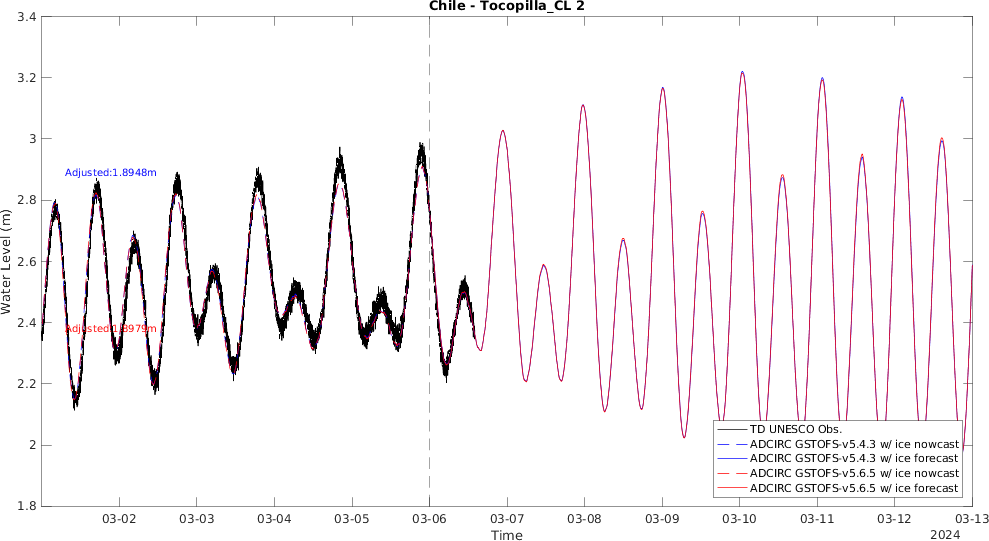 Chile - Tocopilla_CL 2
3.4
3.2
3
2.8
2.6
2.4
2.2
2
1.8
Water Level (m)
Adjusted:1.8948m
Adjusted:1.8979m
TD UNESCO Obs.
ADCIRC GSTOFS-v5.4.3 w/ ice nowcast
ADCIRC GSTOFS-v5.4.3 w/ ice forecast
ADCIRC GSTOFS-v5.6.5 w/ ice nowcast
ADCIRC GSTOFS-v5.6.5 w/ ice forecast
03-02 03-03 03-04 03-05 03-06 03-07 03-08 03-09 03-10 03-11 03-12 03-13
Time
2024